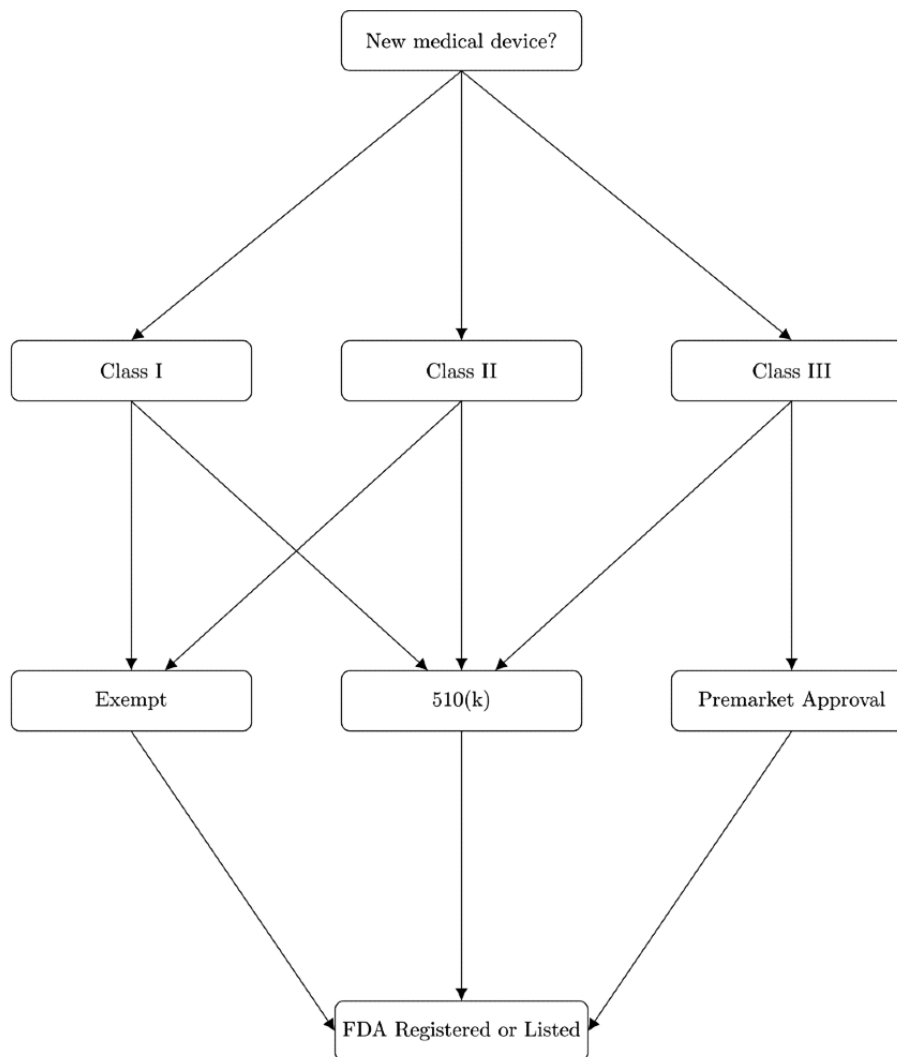 New medical device?
Class I
Class II
Class III
Exempt
510(k)
Premarket Approval
FDA Registered or Listed